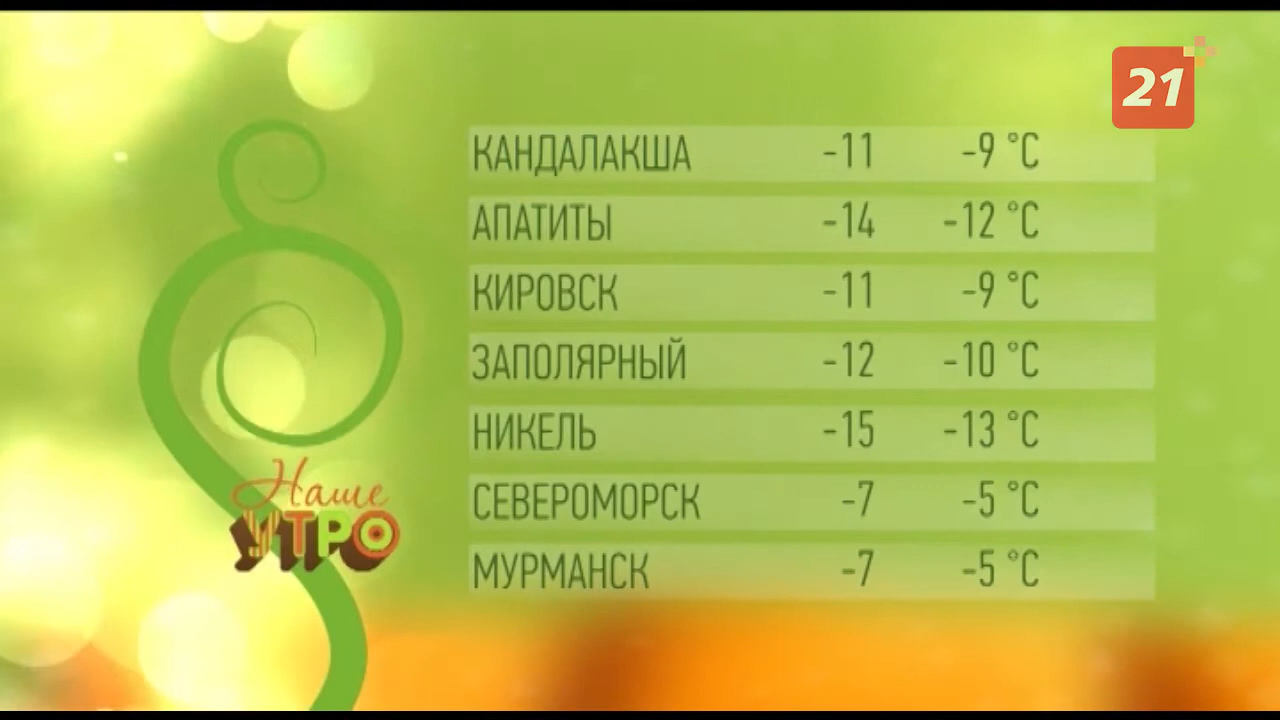 21
КАНДАЛАКША -11 -9 °C
АПАТИТЫ -14 -12 °C
КИРОВСК -11 -9 °C
ЗАПОЛЯРНЫЙ -12 -10 °C
НИКЕЛЬ -15 -13 °C
СЕВЕРОМОРСК -7 -5 °C
МУРМАНСК -7 -5 °C
Наше
УТРО